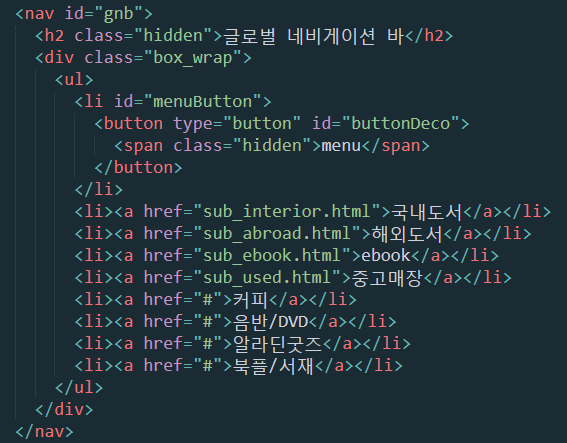 <nav id="gnb">
<h2 class="hidden">글로벌 네비게이션 바</h2>
<div class="box_wrap">
<ul>
<li id="menuButton">
<button type="button" id="buttonDeco">
<span class="hidden">menu</span>
</button>
</li>
<li><a href="sub_interior.html">국내도서</a></li>
<li><a href="sub_abroad.html">해외도서</a></li>
<li><a href="sub_ebook.html">ebook</a></li>
<li><a href="sub_used.html">중고매장</a></li>
<li><a href="#">커피</a></li>
<li><a href="#">음반/DVD</a></li>
<li><a href="#">알라딘굿즈</a></li>
<li><a href="#">북플/서재</a></li>
</ul>
</div>
</nav>